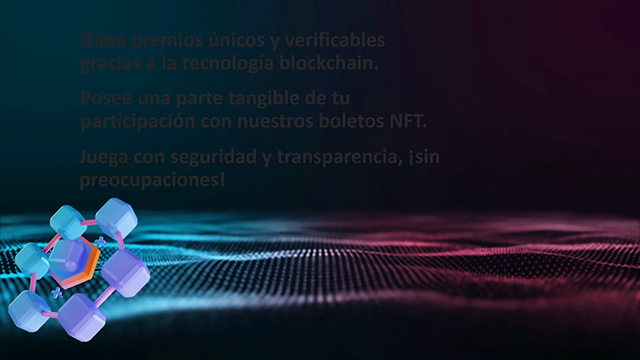 Gana premios únicos y verificables
gracias a la tecnología blockchain.
Posee una parte tangible de tu
participación con nuestros boletos NFT.
Juega con seguridad y transparencia, ¡sin
preocupaciones!